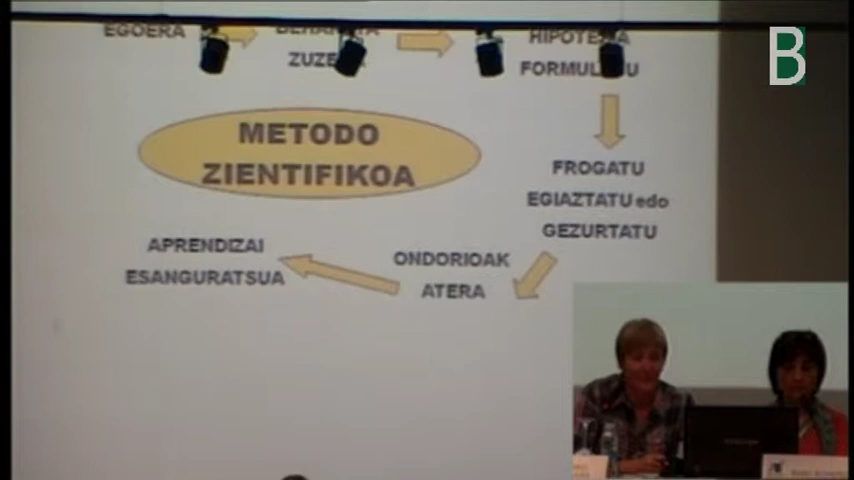 B
EGOERA
HIPOTESIA
FORMULATU
METODO
ZIENTIFIKOA
FROGATU
EGIAZTATU edo
GEZURTATU
ONDORIOAK
ATERA
APRENDIZAI
ESANGURATSUA